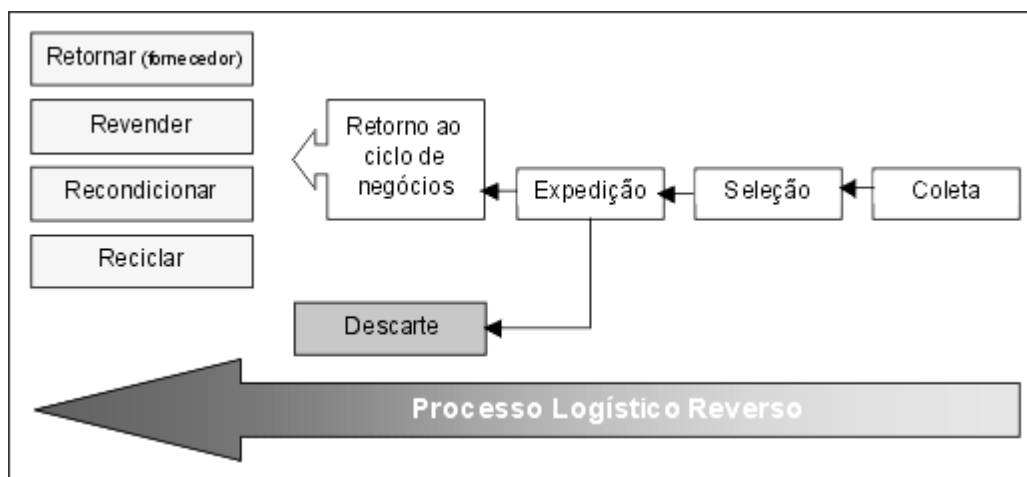 Retornar (fornecedor)
Revender
Recondicionar
Reciclar
Retorno ao
ciclo de
negócios
Expedição
Seleção
Coleta
Descarte
Processo Logístico Reverso